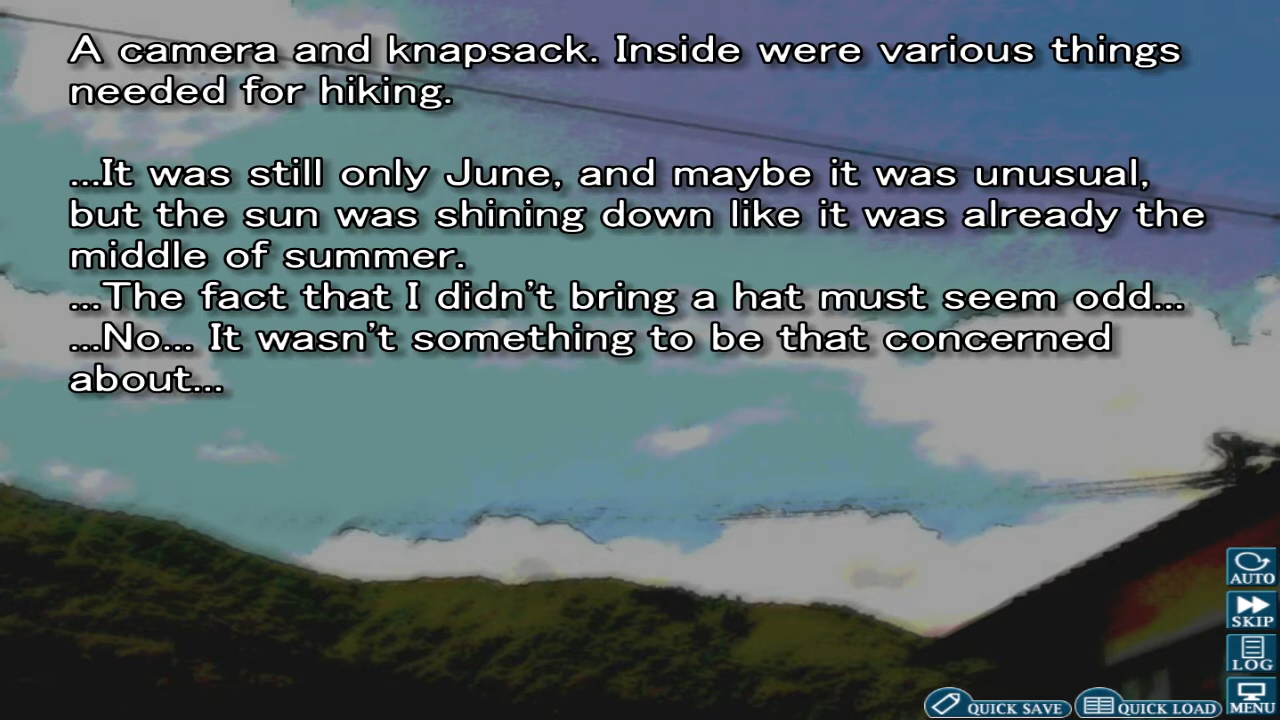 A camera and knapsack. Inside were various things
needed for hiking.
...It was still only June, and maybe it was unusual,
but the sun was shining down like it was already the
middle of summer.
...The fact that I didn't bring a hat must seem odd...
...No... It wasn't something to be that concerned
about...
AUTO
SKIP
LOG
MENU
QUICK SAVE
QUICK LOAD